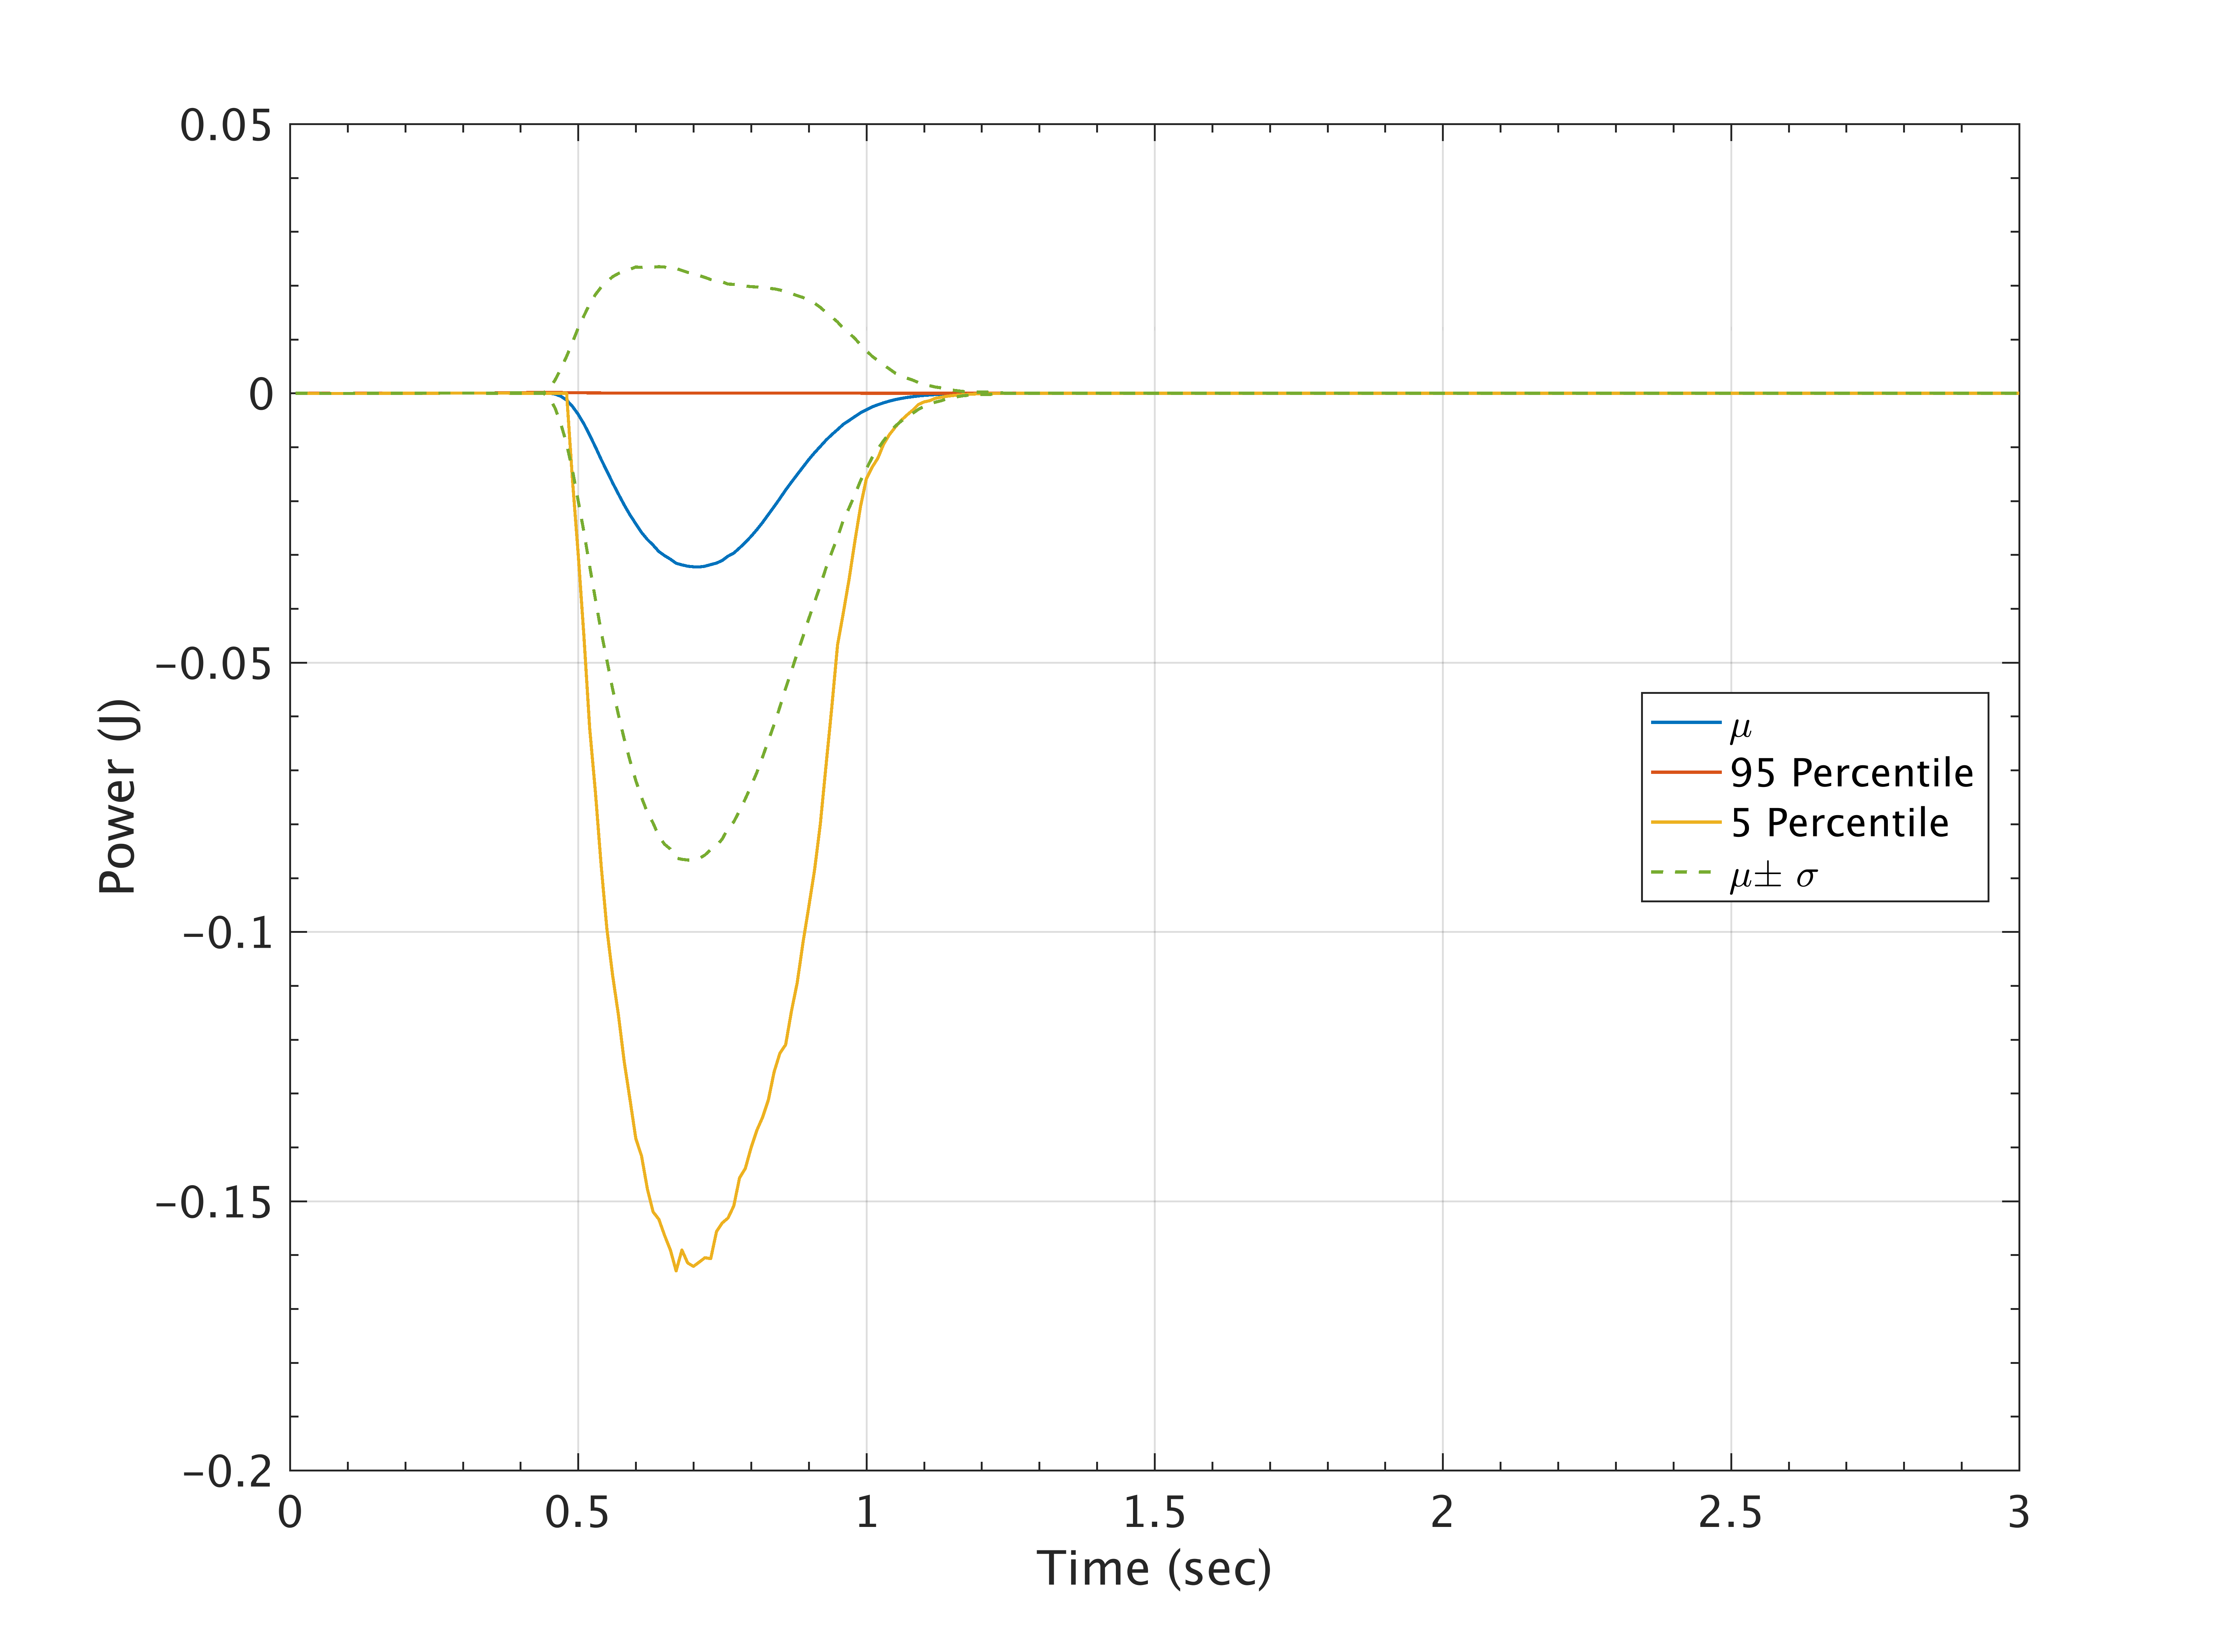 0.05
0
−0.05
−0.1
−0.15
−0.2
Power (J)
0
0.5
1
1.5
2
2.5
3
Time (sec)
μ
95 Percentile
5 Percentile
μ± σ